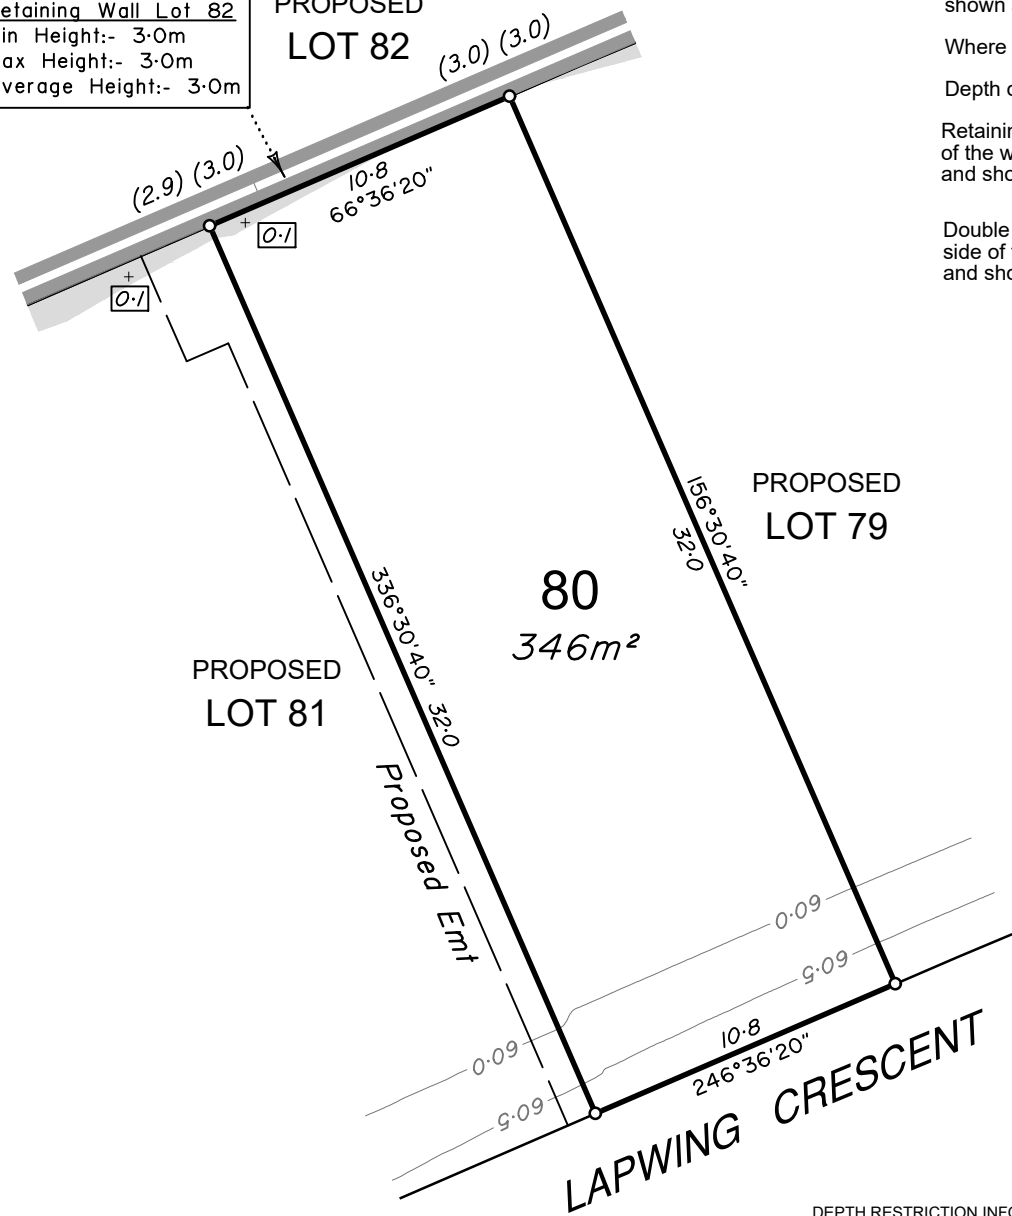 etaining Wall Lot 82
in Height:- 3·0m
ax Height:- 3·0m
verage Height:- 3·0m
PROPOSED
LOT 82
(3.0) (3.0)
(2.9) (3.0)
10·8
66°36'20"
0·1
0·1
shown
Where
Depth
of the w
and sho
Double
side of
and sho
156°30'40"
32·0
PROPOSED
LOT 79
80
346m²
336°30'40" 32·0
PROPOSED
LOT 81
Proposed Emt
60·0
60·5
60·0
60·5
10·8
246°36'20"
LAPWING CRESCENT
DEPTH RESTRICTION